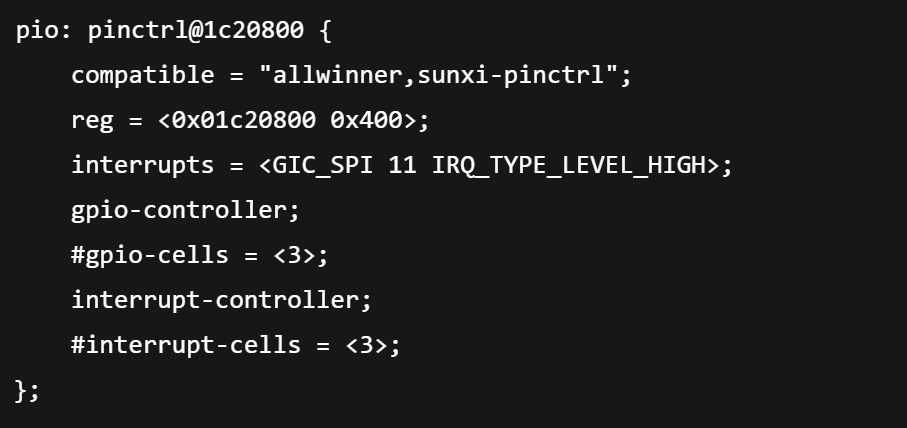 pio: pinctrl@1c20800 {
    compatible = "allwinner,sunxi-pinctrl";
    reg = <0x01c20800 0x400>;
    interrupts = <GIC_SPI 11 IRQ_TYPE_LEVEL_HIGH>;
    gpio-controller;
    #gpio-cells = <3>;
    interrupt-controller;
    #interrupt-cells = <3>;
};